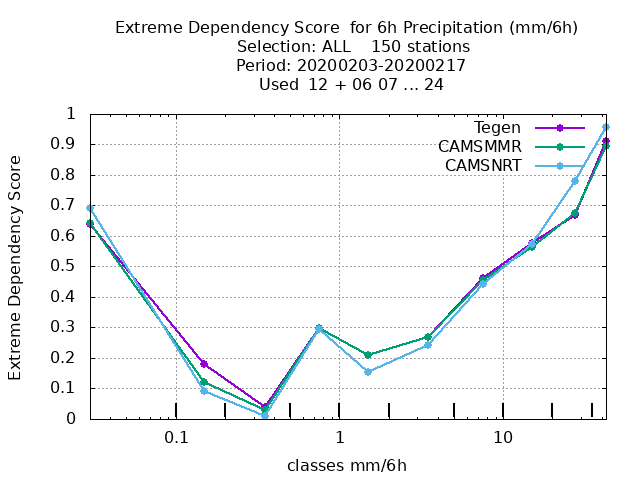 Extreme Dependency Score  for 6h Precipitation (mm/6h)
Selection: ALL    150 stations
Period: 20200203-20200217
Used  12 + 06 07 ... 24
Tegen
CAMSMMR
CAMSNRT
1
0.9
0.8
0.7
0.6
0.5
0.4
0.3
0.2
0.1
0
Extreme Dependency Score
0.1 1 10
classes mm/6h